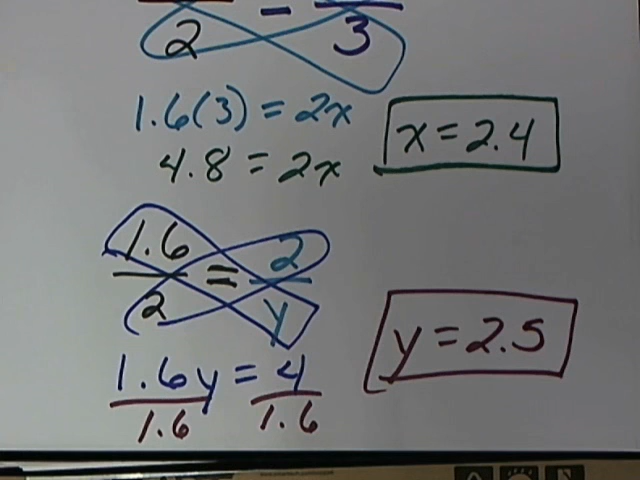 2 3
1.6(3) = 2x
4.8 = 2x
x = 2.4
1.6 = 2
2 y
1.6y = 4
1.6 1.6
y = 2.5